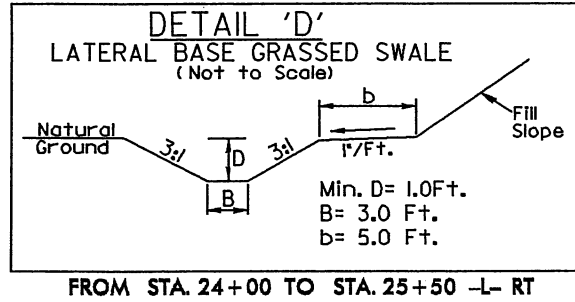 DETAIL 'D'
LATERAL BASE GRASSED SWALE
(Not to Scale)
b
Natural
Ground
3:1
D
3:1
1"/Ft.
Fill
Slope
B
Min. D= 1.0Ft.
B= 3.0 Ft.
b= 5.0 Ft.
FROM STA. 24+00 TO STA. 25+50 -L- RT